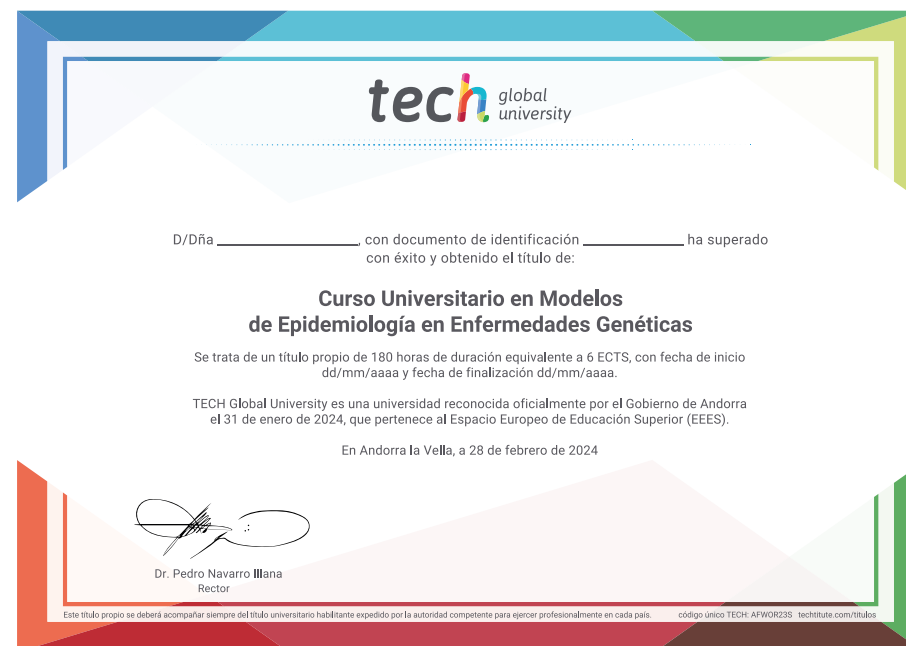 tech global university
D/Dña ____________________, con documento de identificación ______________ ha superado
con éxito y obtenido el título de:
Curso Universitario en Modelos
de Epidemiología en Enfermedades Genéticas
Se trata de un título propio de 180 horas de duración equivalente a 6 ECTS, con fecha de inicio
dd/mm/aaaa y fecha de finalización dd/mm/aaaa.
TECH Global University es una universidad reconocida oficialmente por el Gobierno de Andorra
el 31 de enero de 2024, que pertenece al Espacio Europeo de Educación Superior (EEES).
En Andorra la Vella, a 28 de febrero de 2024
Dr. Pedro Navarro Illana
Rector
Este título propio se deberá acompañar siempre del título universitario habilitante expedido por la autoridad competente para ejercer profesionalmente en cada país. código único TECH: AFWOR23S techtitute.com/titulos